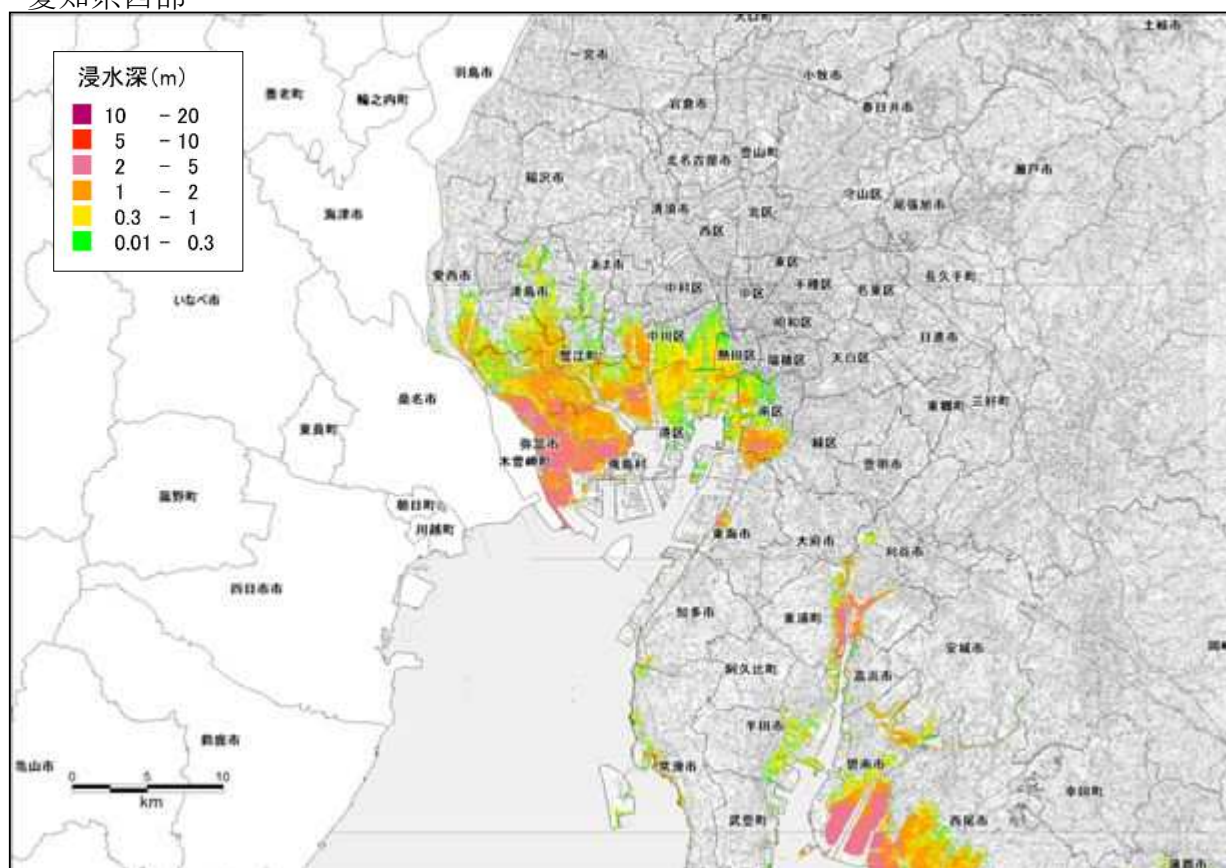 愛知県西部
浸水深(m)
10 - 20
5 - 10
2 - 5
1 - 2
0.3 - 1
0.01 - 0.3
大口町
土岐市
一宮市
羽島市
養老町
輪之内町
小牧市
岩倉市
春日井市
北名古屋市
豊山町
瀬戸市
稲沢市
守山区
尾張旭市
海津市
清須市
北区
西区
あま市
東区
愛西市
長久手町
いなべ市
津島市
中村区
中区
千種区
名東区
昭和区
中川区
日進市
蟹江町
熱田区
瑞穂区
天白区
桑名市
東郷町
三好町
南区
東員町
港区
弥富市
緑区
木曽岬町
飛島村
豊明市
菰野町
朝日町
川越町
東海市
大府市
刈谷市
四日市市
知多市
東浦町
安城市
岡崎
阿久比町
高浜市
半田市
鈴鹿市
亀山市
常滑市
碧南市
幸田町
0 5 10
km
武豊町
西尾市
蒲郡市